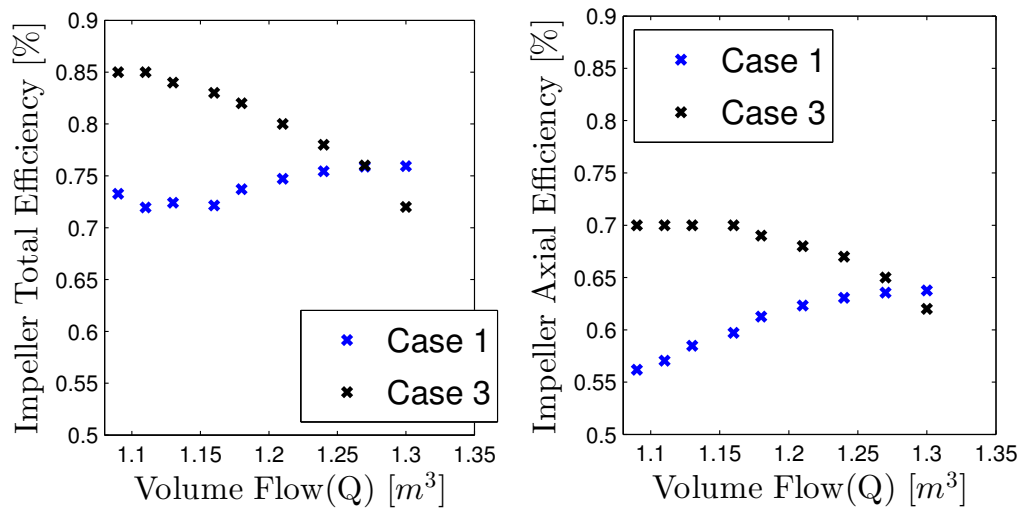 Impeller Total Efficiency [%]
0.9
0.85
0.8
0.75
0.7
0.65
0.6
0.55
0.5
1.1 1.15 1.2 1.25 1.3 1.35
Volume Flow(Q) [m³]
Case 1
Case 3
Impeller Axial Efficiency [%]
0.9
0.85
0.8
0.75
0.7
0.65
0.6
0.55
0.5
1.1 1.15 1.2 1.25 1.3 1.35
Volume Flow(Q) [m³]
Case 1
Case 3